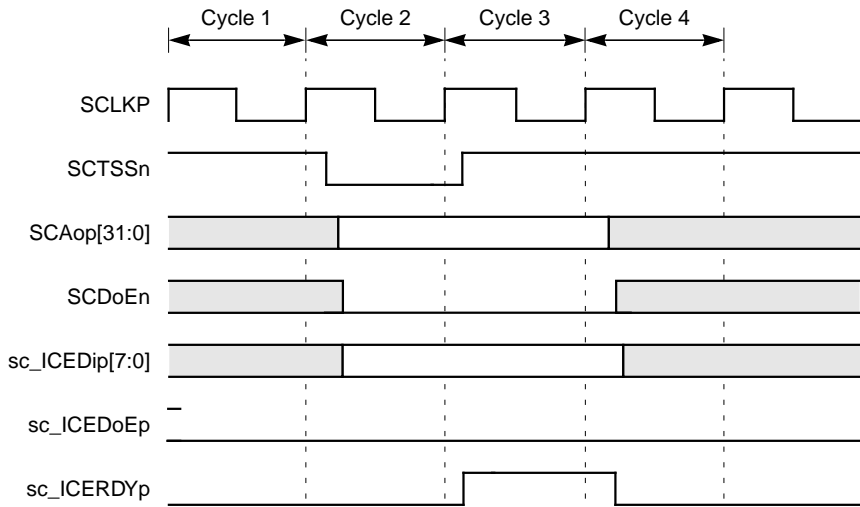 Cycle 1 Cycle 2 Cycle 3 Cycle 4
SCLKP
SCTSSn
SCAop[31:0]
SCDoEn
sc_ICEDip[7:0]
sc_ICEDoEp
sc_ICERDYp